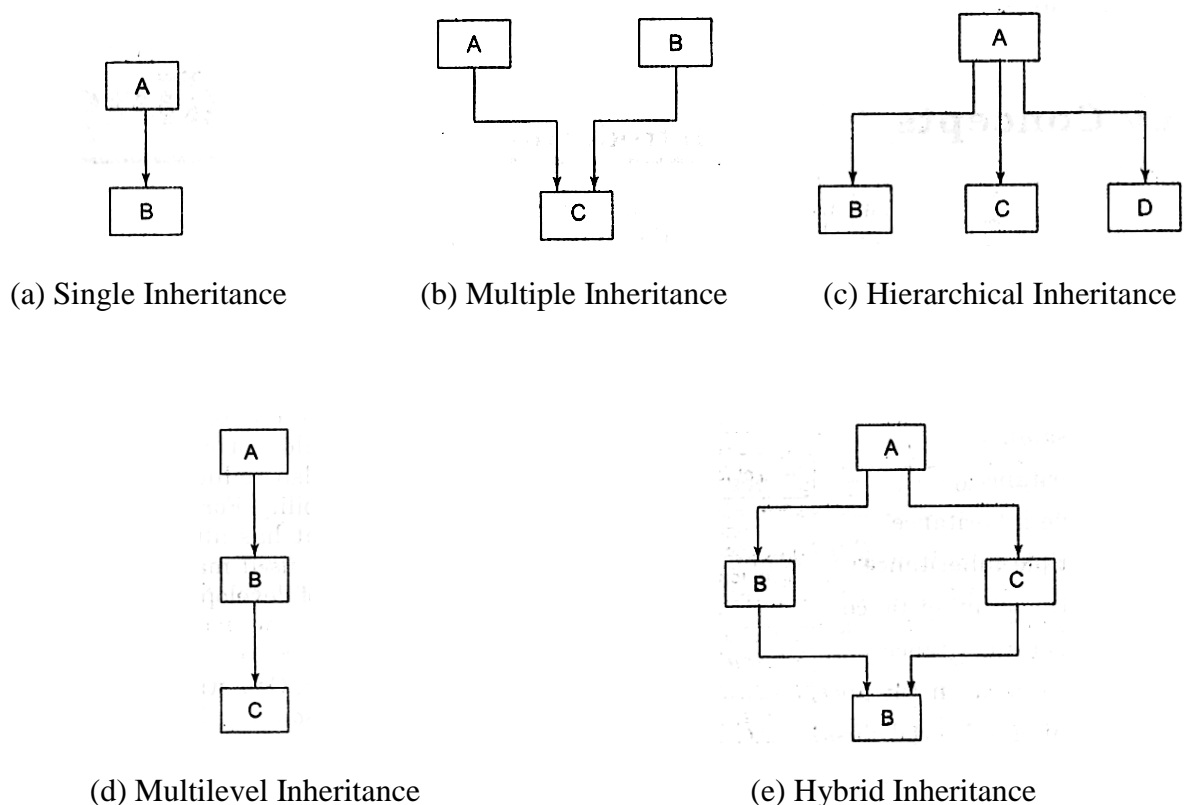 A
B
(a) Single Inheritance
A B
C
(b) Multiple Inheritance
A
B C D
(c) Hierarchical Inheritance
A
B
C
(d) Multilevel Inheritance
A
B C
B
(e) Hybrid Inheritance